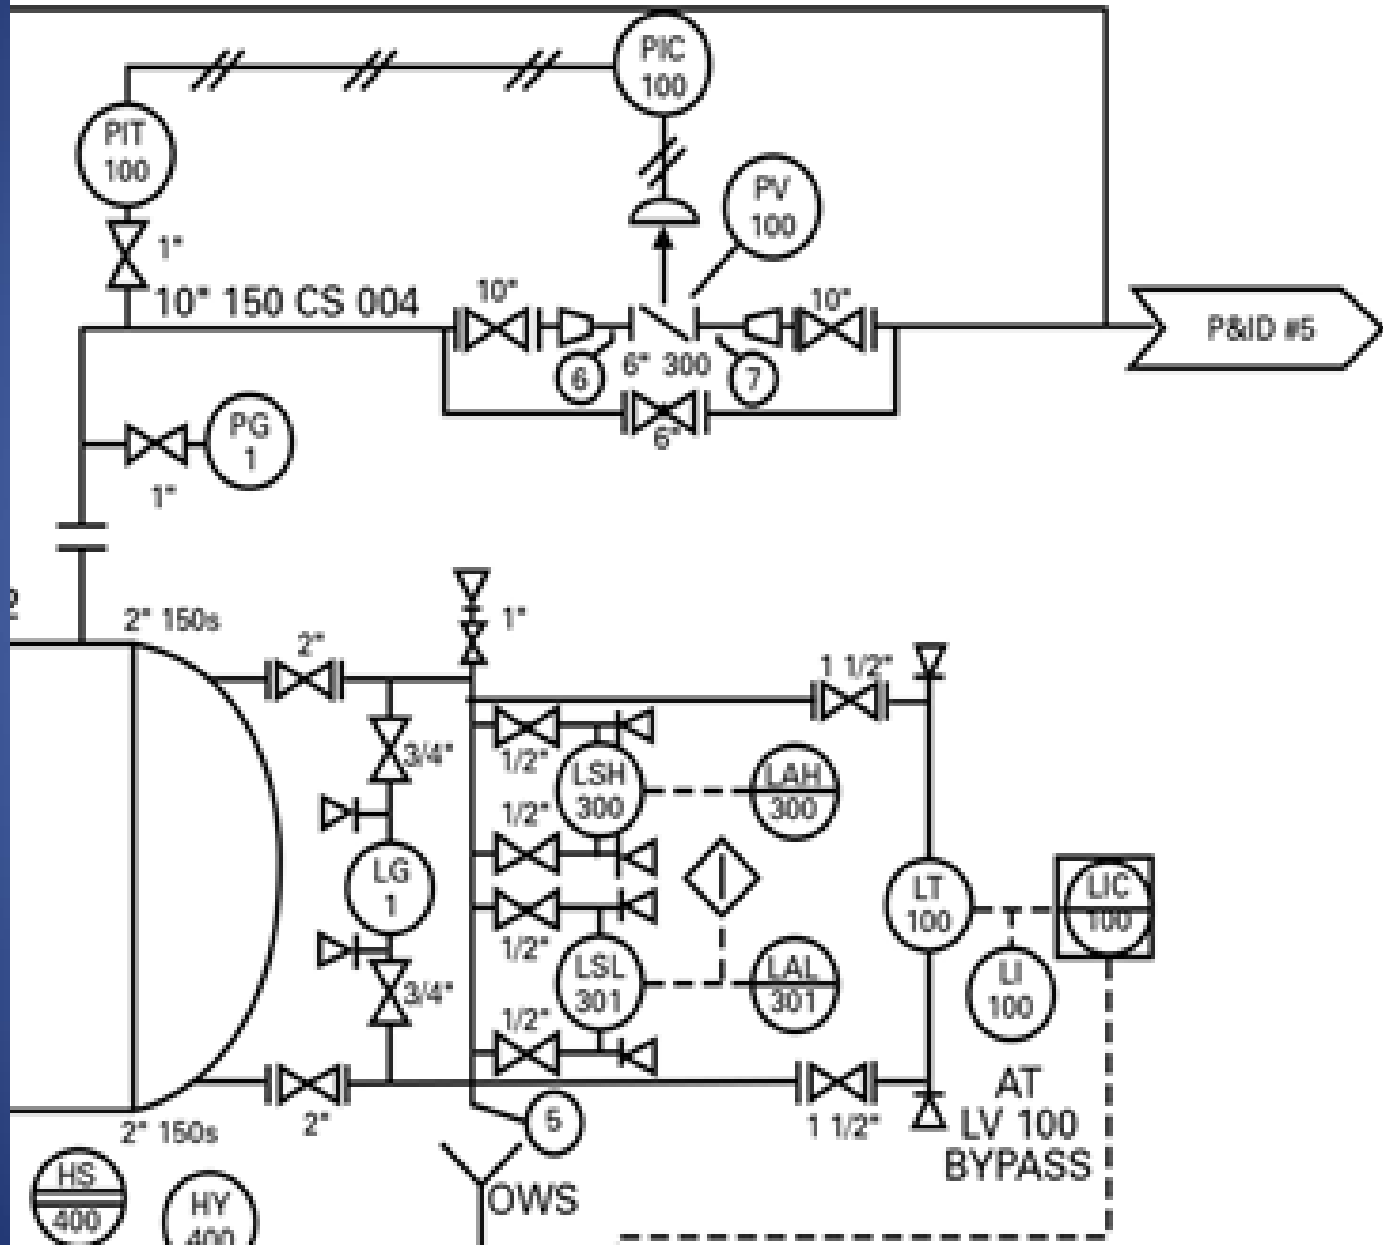 PIC
100
PIT
100
PV
100
1"
10" 150 CS 004
10"
10"
P&ID #5
6
6" 300
7
6"
PG
1
1"
2" 150s
1"
2"
1 1/2"
3/4"
1/2"
LSH
300
LAH
300
1/2"
LG
1
LT
100
LIC
100
1/2"
LSL
301
LAL
301
LI
100
3/4"
1/2"
AT
LV 100
BYPASS
2" 150s
2"
5
1 1/2"
HS
400
HY
400
OWS